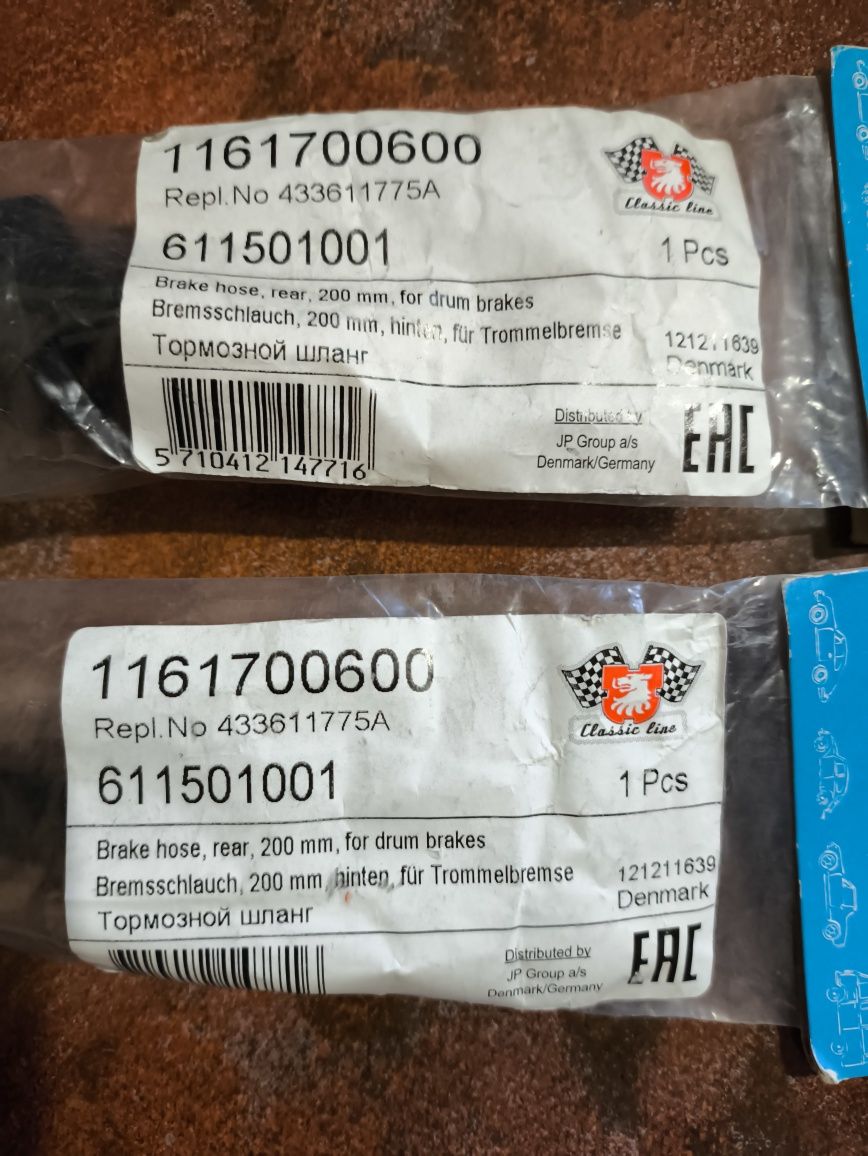 1161700600
Repl.No 433611775A
Classic line
611501001
1 Pcs
Brake hose, rear, 200 mm, for drum brakes
Bremsschlauch, 200 mm, hinten, für Trommelbremse
Тормозной шланг
121211639
Denmark
5 710412 147716
Distributed by
JP Group a/s
Denmark/Germany
EAC
1161700600
Repl.No 433611775A
Classic line
611501001
1 Pcs
Brake hose, rear, 200 mm, for drum brakes
Bremsschlauch, 200 mm, hinten, für Trommelbremse
Тормозной шланг
121211639
Denmark
Distributed by
JP Group a/s
Denmark/Germany
EAC